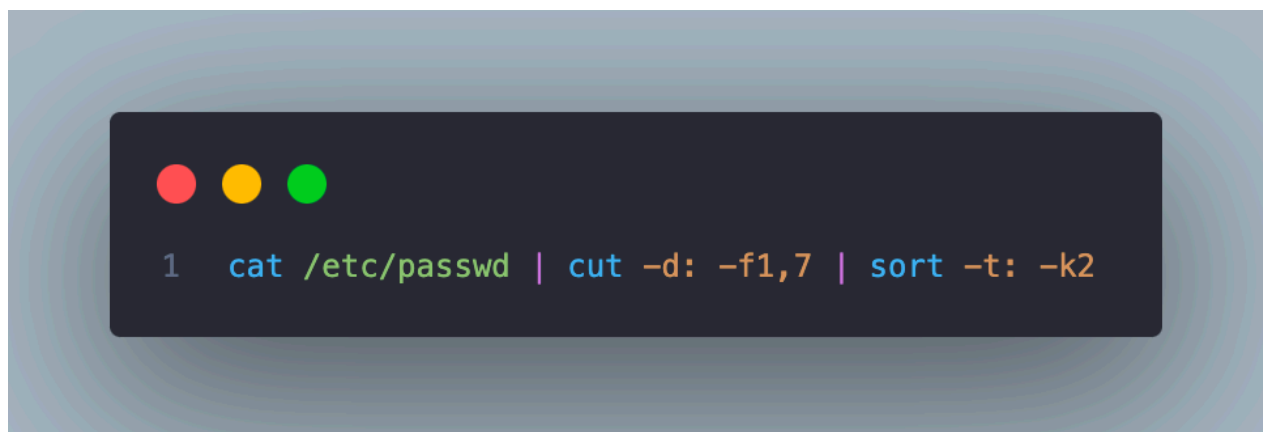 1 cat /etc/passwd | cut -d: -f1,7 | sort -t: -k2